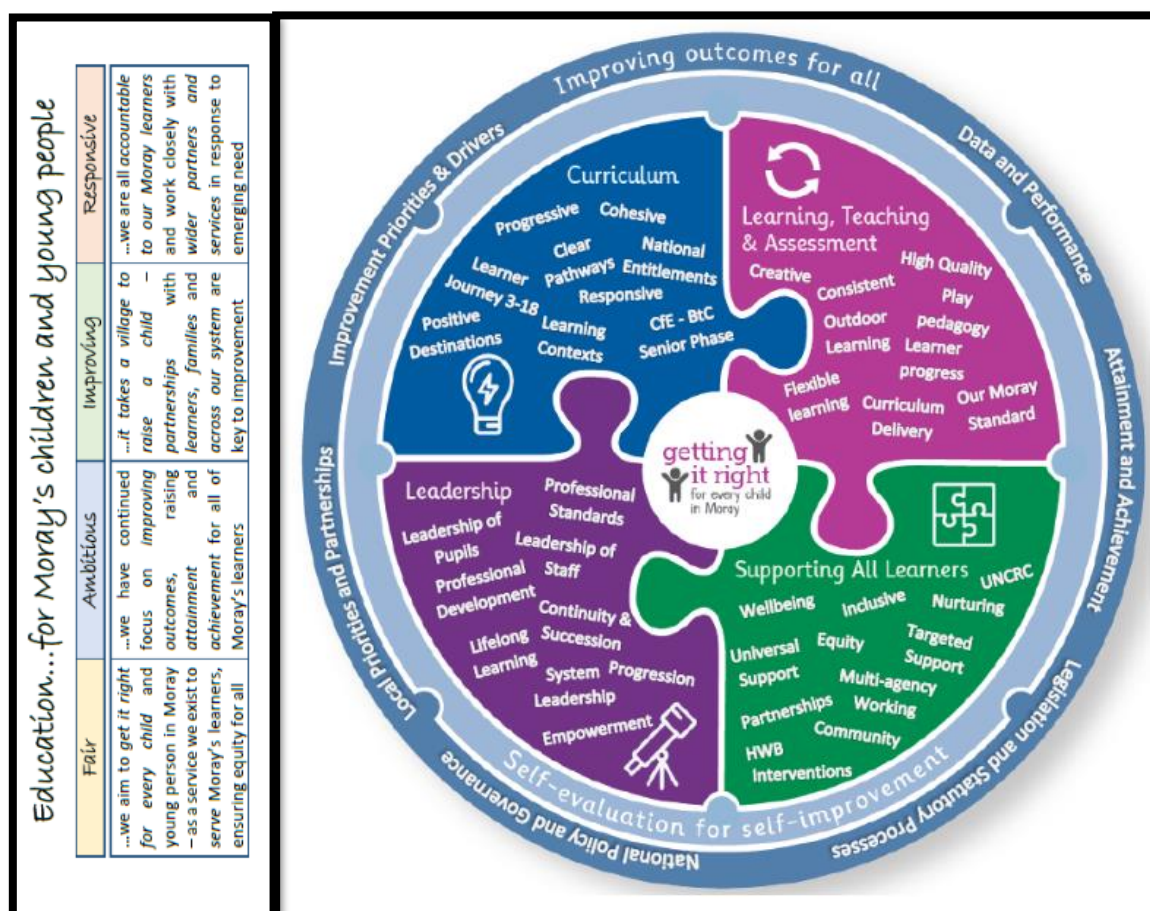 Education...for Moray's children and young people
Fair
Ambitious
Improving
Responsive
...we aim to get it right
for every child and
young person in Moray
– as a service we exist to
serve Moray's learners,
ensuring equity for all
...we have continued
focus on improving
outcomes, raising
attainment and
achievement for all of
Moray's learners
...it takes a village to
raise a child –
partnerships with
learners, families and
across our system are
key to improvement
...we are all accountable
to our Moray learners
and work closely with
wider partners and
services in response to
emerging need
Improving outcomes for all
Data and Performance
Attainment and Achievement
Legislation and Statutory Processes
National Policy and Governance
Local Priorities and Partnerships
Improvement Priorities & Drivers
Self-evaluation for self-improvement
Curriculum
Progressive
Cohesive
Clear
Pathways
National
Entitlements
Learner
Journey 3-18
Responsive
Positive
Destinations
Learning
Contexts
CfE - BtC
Senior Phase
Learning, Teaching
& Assessment
Creative
High Quality
Consistent
Play
pedagogy
Outdoor
Learning
Learner
progress
Flexible
learning
Curriculum
Delivery
Our Moray
Standard
getting
it right
for every child
in Moray
Leadership
Professional
Standards
Leadership of
Pupils
Leadership of
Staff
Professional
Development
Continuity &
Succession
Lifelong
Learning
System
Leadership
Progression
Empowerment
Supporting All Learners
UNCRC
Wellbeing
Inclusive
Nurturing
Universal
Support
Equity
Targeted
Support
Multi-agency
Working
Partnerships
Community
HWB
Interventions